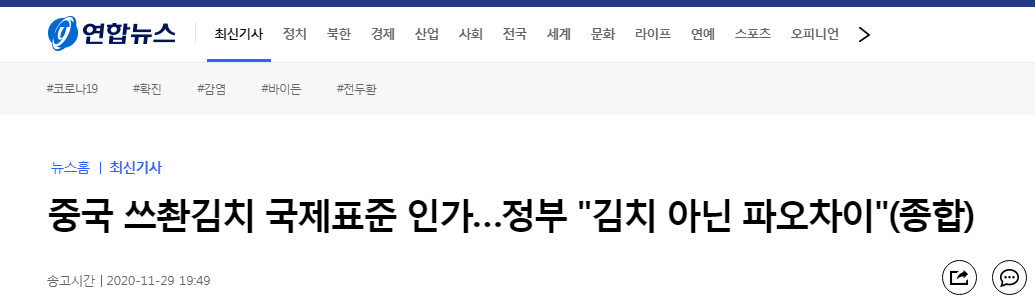 연합뉴스 최신기사 정치 북한 경제 산업 사회 전국 세계 문화 라이프 연예 스포츠 오피니언
#코로나19 #확진 #감염 #바이든 #전두환
뉴스홈 | 최신기사
중국 쓰촨김치 국제표준 인가…정부 "김치 아닌 파오차이"(종합)
송고시간 | 2020-11-29 19:49